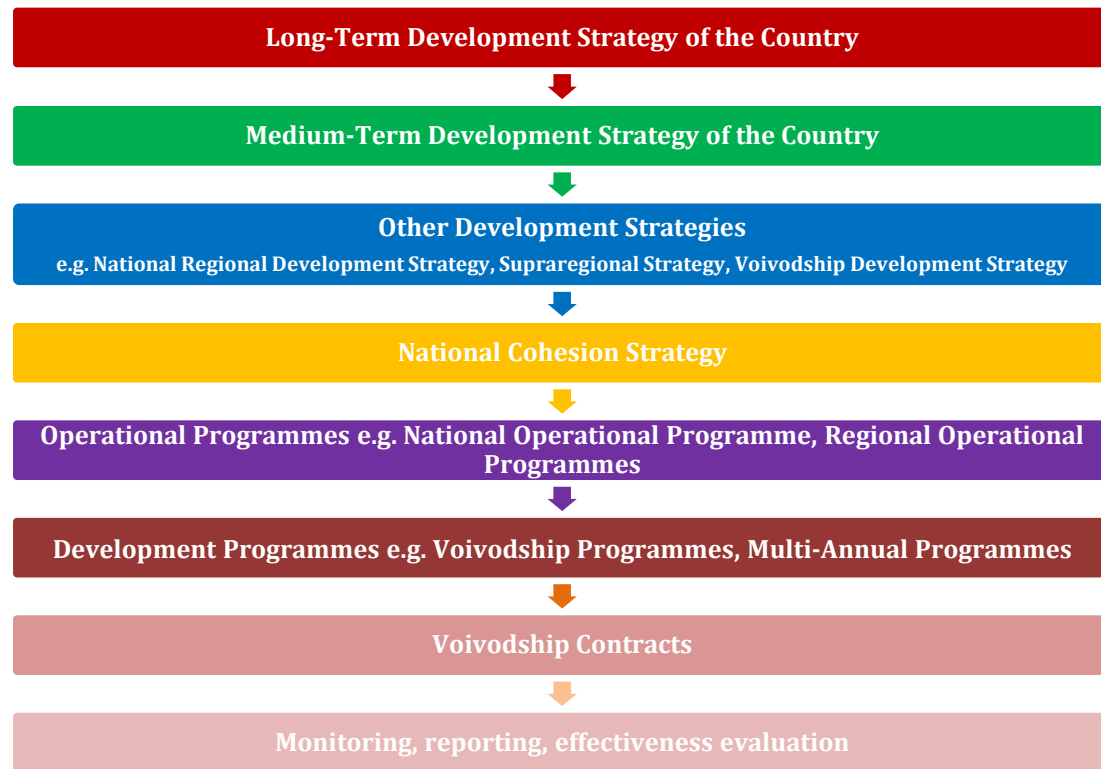 Long-Term Development Strategy of the Country
Medium-Term Development Strategy of the Country
Other Development Strategies
e.g. National Regional Development Strategy, Supraregional Strategy, Voivodship Development Strategy
National Cohesion Strategy
Operational Programmes e.g. National Operational Programme, Regional Operational
Programmes
Development Programmes e.g. Voivodship Programmes, Multi-Annual Programmes
Voivodship Contracts
Monitoring, reporting, effectiveness evaluation